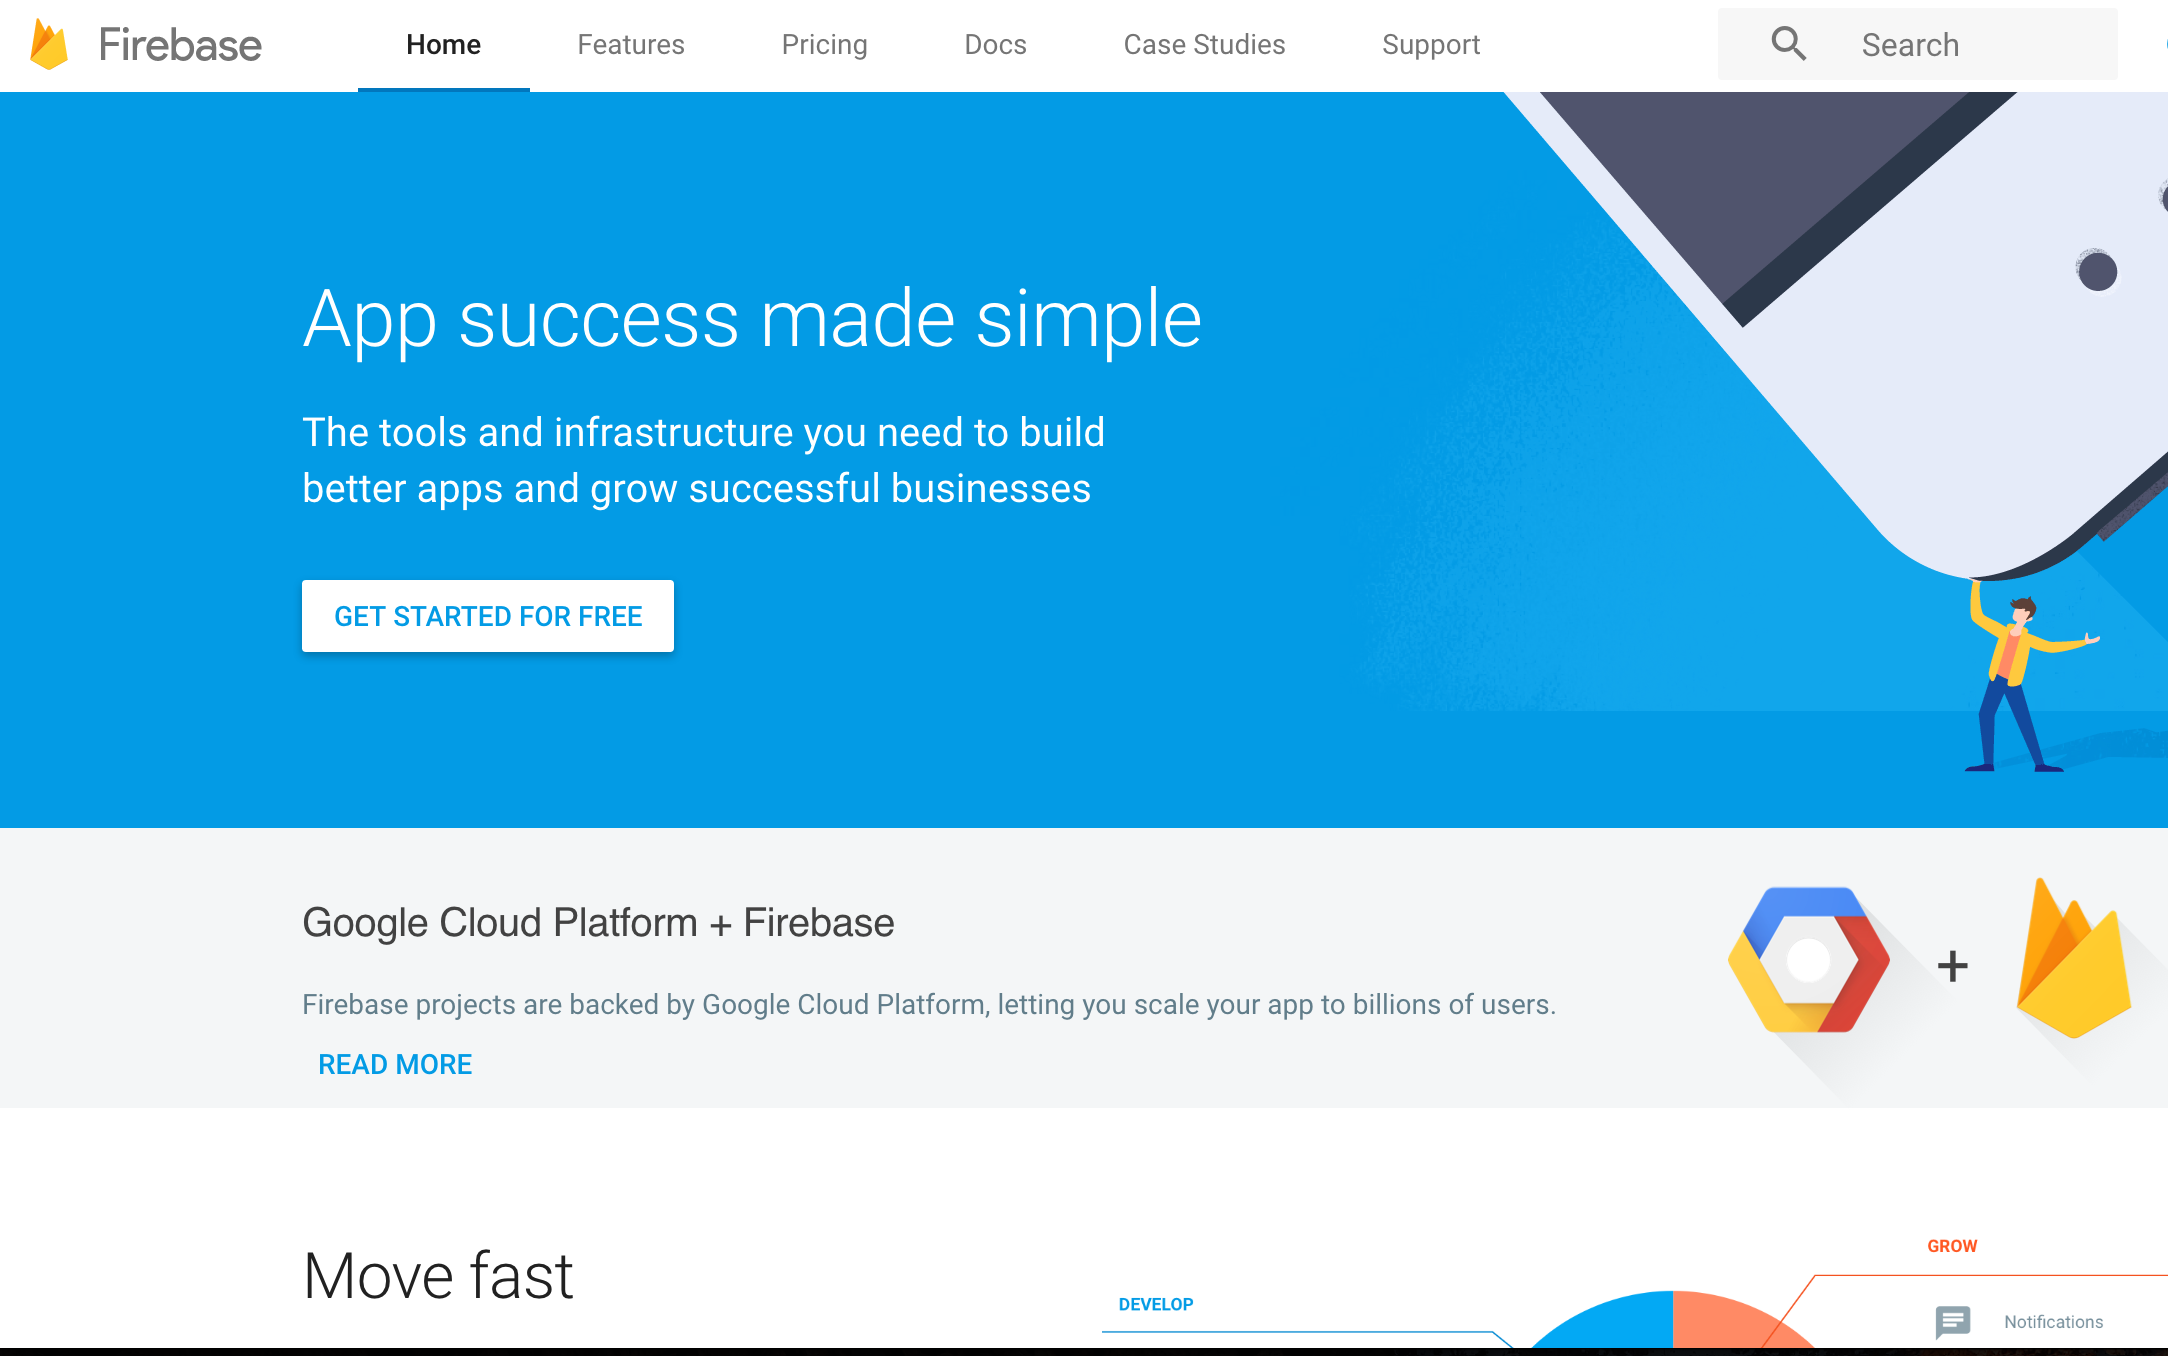 Firebase
Home
Features
Pricing
Docs
Case Studies
Support
Search
App success made simple
The tools and infrastructure you need to build
better apps and grow successful businesses
GET STARTED FOR FREE
Google Cloud Platform + Firebase
Firebase projects are backed by Google Cloud Platform, letting you scale your app to billions of users.
READ MORE
+
Move fast
DEVELOP
GROW
Notifications